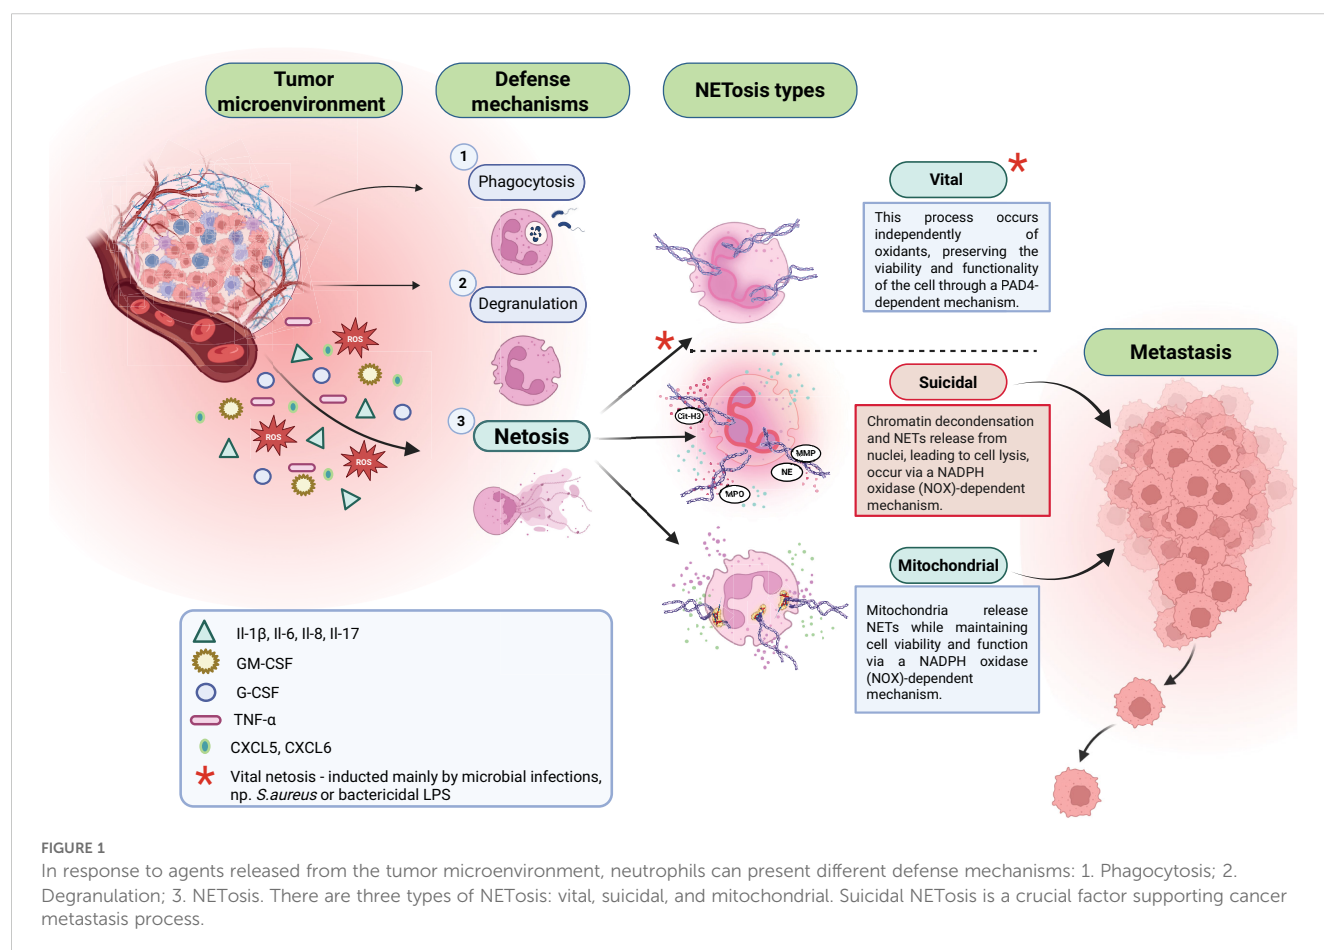 Tumor
microenvironment
Defense
mechanisms
NETosis types
1
Phagocytosis
2
Degranulation
3
Netosis
ROS
ROS
ROS
Vital
*
This process occurs
independently of
oxidants, preserving the
viability and functionality
of the cell through a PAD4-
dependent mechanism.
*
Cit-H3
MMP
NE
MPO
Suicidal
Chromatin decondensation
and NETs release from
nuclei, leading to cell lysis,
occur via a NADPH
oxidase (NOX)-dependent
mechanism.
Mitochondrial
Mitochondria release
NETs while maintaining
cell viability and function
via a NADPH oxidase
(NOX)-dependent
mechanism.
Metastasis
Il-1β, Il-6, Il-8, Il-17
GM-CSF
G-CSF
TNF-α
CXCL5, CXCL6
* Vital netosis - inducted mainly by microbial infections,
np. S.aureus or bactericidal LPS
FIGURE 1
In response to agents released from the tumor microenvironment, neutrophils can present different defense mechanisms: 1. Phagocytosis; 2.
Degranulation; 3. NETosis. There are three types of NETosis: vital, suicidal, and mitochondrial. Suicidal NETosis is a crucial factor supporting cancer
metastasis process.